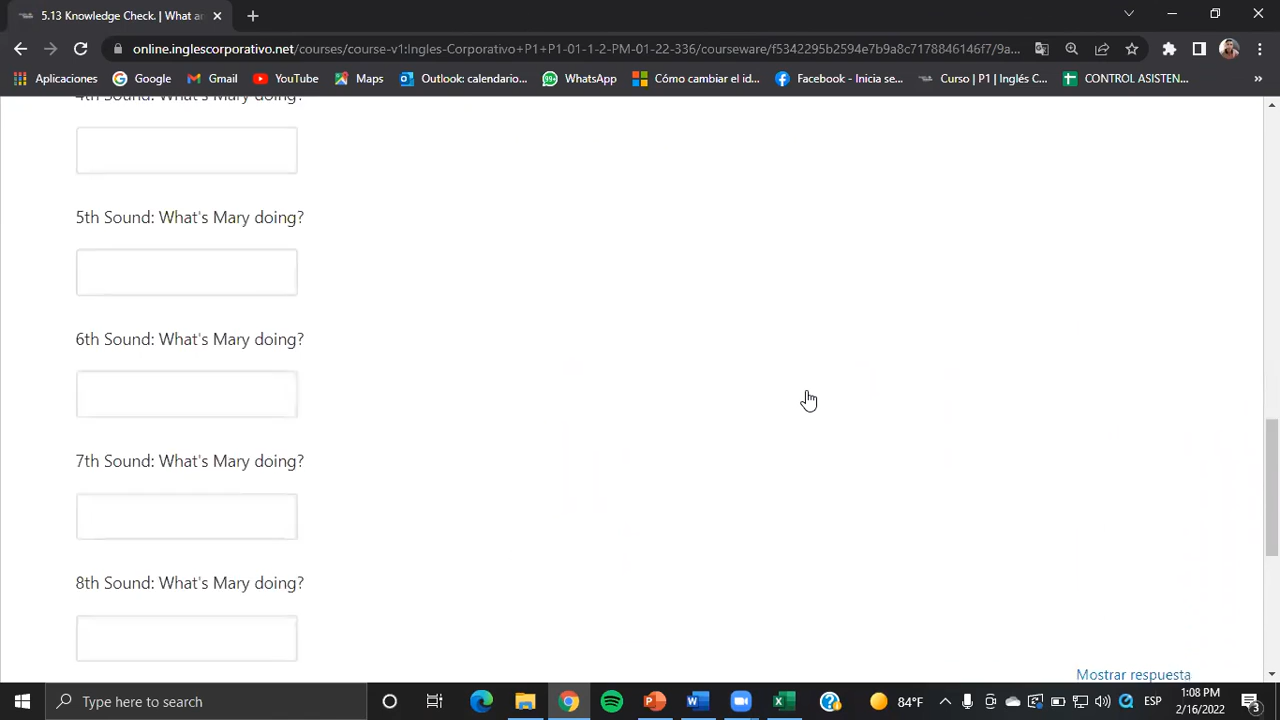 5.13 Knowledge Check. | What a
online.inglescorporativo.net/courses/course-v1:Ingles-Corporativo+P1+P1-01-1-2-PM-01-22-336/courseware/f5342295b2594e7b9a8c7178846146f7/9a...
Aplicaciones Google Gmail YouTube Maps Outlook: calendario... WhatsApp Cómo cambiar el id... Facebook - Inicia se... Curso | P1 | Inglés C... CONTROL ASISTEN... »
4th Sound: What's Mary doing?
5th Sound: What's Mary doing?
6th Sound: What's Mary doing?
7th Sound: What's Mary doing?
8th Sound: What's Mary doing?
Mostrar respuesta
Type here to search 84°F ESP 1:08 PM
2/16/2022 3